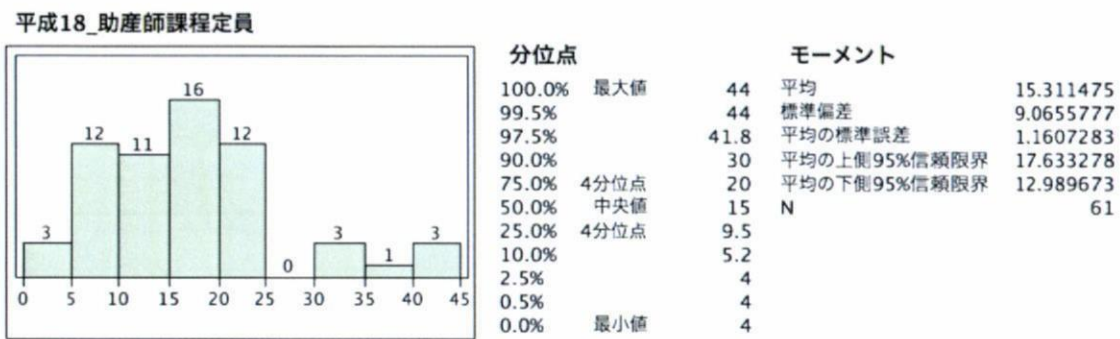 平成18_助産師課程定員
16
12
12
11
3
3
3
1
0
0 5 10 15 20 25 30 35 40 45
分位点
100.0% 最大値 44
99.5% 44
97.5% 41.8
90.0% 30
75.0% 4分位点 20
50.0% 中央値 15
25.0% 4分位点 9.5
10.0% 5.2
2.5% 4
0.5% 4
0.0% 最小値 4
モーメント
平均 15.311475
標準偏差 9.0655777
平均の標準誤差 1.1607283
平均の上側95%信頼限界 17.633278
平均の下側95%信頼限界 12.989673
N 61